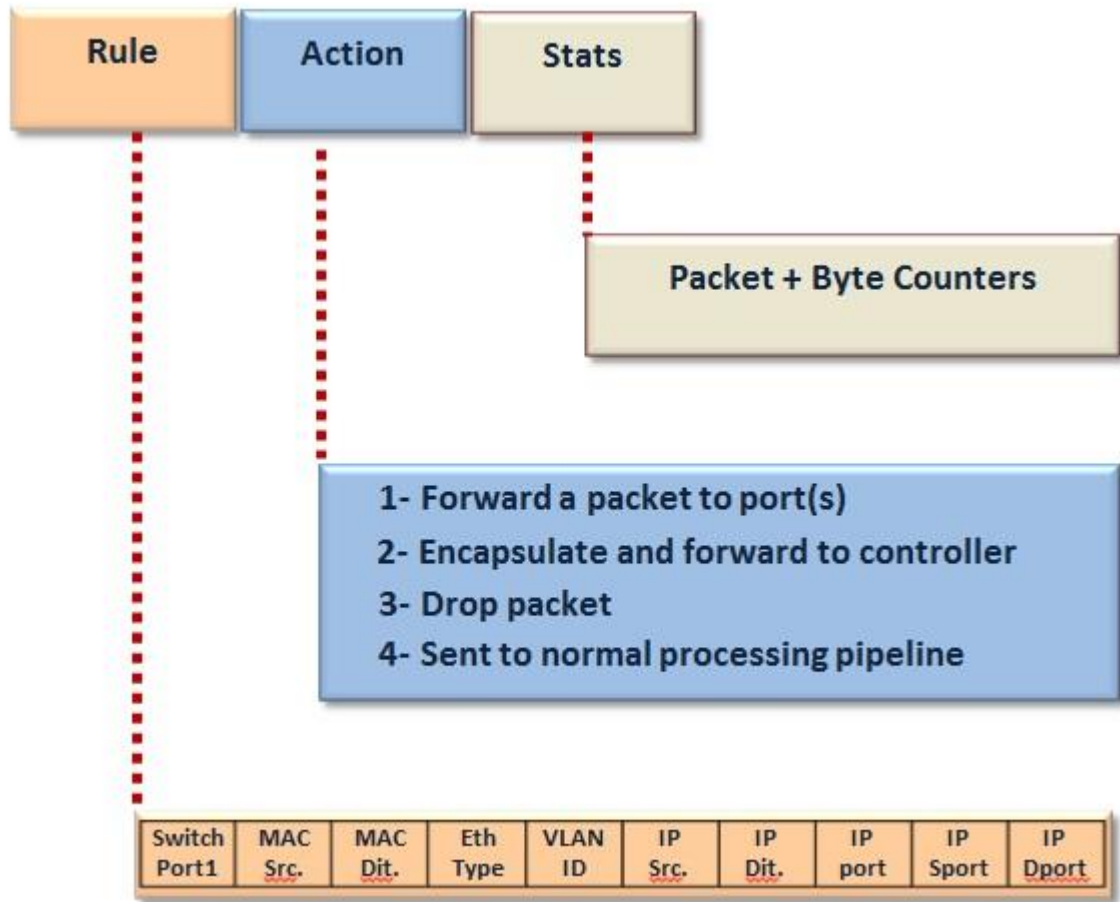 Rule
Action
Stats
Packet + Byte Counters
1- Forward a packet to port(s)
2- Encapsulate and forward to controller
3- Drop packet
4- Sent to normal processing pipeline
Switch MAC MAC Eth VLAN IP IP IP IP IP
Port1 Src. Dit. Type ID Src. Dit. port Sport Dport